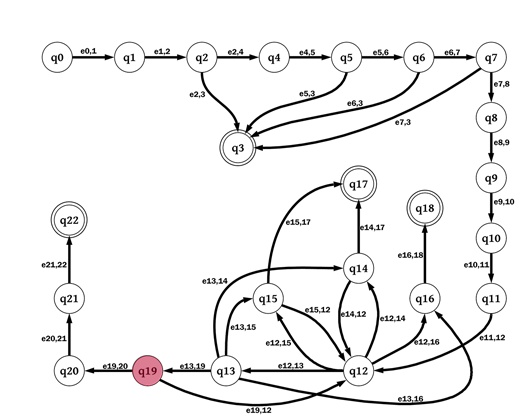 q0 e0,1 q1 e1,2 q2 e2,4 q4 e4,5 q5 e5,6 q6 e6,7 q7
e7,8
e2,3 e5,3 e6,3 e7,3
q3
q8
e8,9
q9
e9,10
q10
e10,11
q11
e11,12
q22 q17 q18
e21,22 e15,17 e14,17 e16,18
q21 e13,14 q15 q14 q16
e20,21 e13,15 e15,12 e14,12 e12,14
e12,15 e12,16
q20 e19,20 q19 e13,19 q13 e12,13 q12
e19,12 e13,16